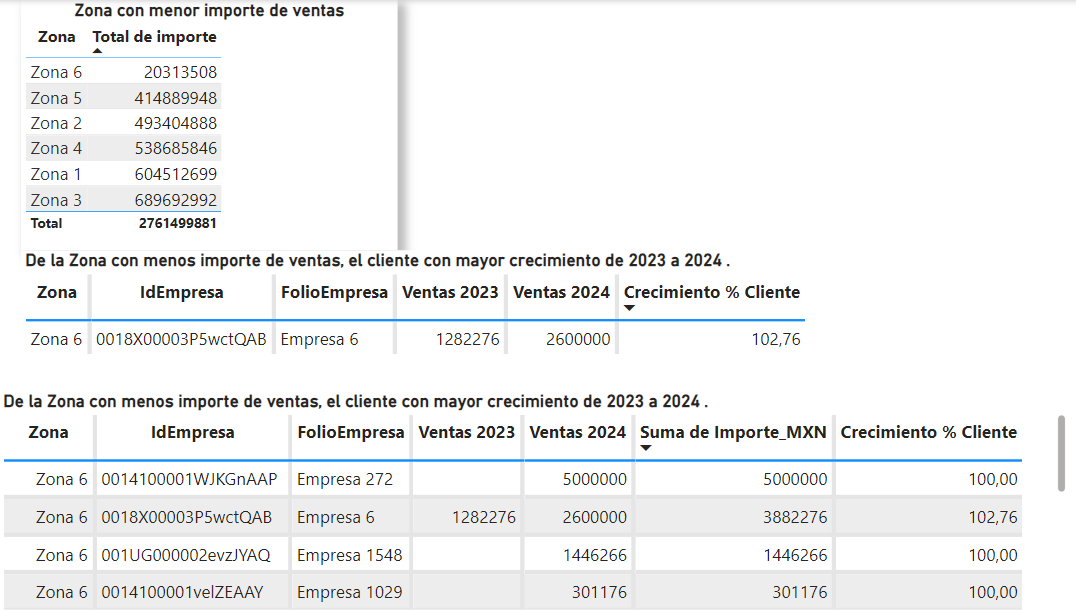 Zona con menor importe de ventas
Zona Total de importe
Zona 6 20313508
Zona 5 414889948
Zona 2 493404888
Zona 4 538685846
Zona 1 604512699
Zona 3 689692992
Total 2761499881
De la Zona con menos importe de ventas, el cliente con mayor crecimiento de 2023 a 2024 .
Zona IdEmpresa FolioEmpresa Ventas 2023 Ventas 2024 Crecimiento % Cliente
Zona 6 0018X00003P5wctQAB Empresa 6 1282276 2600000 102,76
De la Zona con menos importe de ventas, el cliente con mayor crecimiento de 2023 a 2024 .
Zona IdEmpresa FolioEmpresa Ventas 2023 Ventas 2024 Suma de Importe_MXN Crecimiento % Cliente
Zona 6 0014100001WJKGnAAP Empresa 272 5000000 5000000 100,00
Zona 6 0018X00003P5wctQAB Empresa 6 1282276 2600000 3882276 102,76
Zona 6 001UG000002evzJYAQ Empresa 1548 1446266 1446266 100,00
Zona 6 0014100001velZEAAY Empresa 1029 301176 301176 100,00